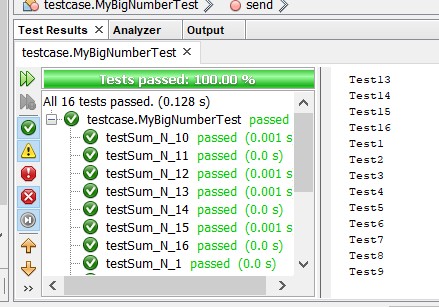 testcase.MyBigNumberTest send
Test Results Analyzer Output
testcase.MyBigNumberTest
Tests passed: 100.00 %
All 16 tests passed. (0.128 s)
testcase.MyBigNumberTest passed
testSum_N_10 passed (0.001 s
testSum_N_11 passed (0.0 s)
testSum_N_12 passed (0.001 s
testSum_N_13 passed (0.001 s
testSum_N_14 passed (0.0 s)
testSum_N_15 passed (0.001 s
testSum_N_16 passed (0.0 s)
testSum_N_1 passed (0.0 s)
Test13
Test14
Test15
Test16
Test1
Test2
Test3
Test4
Test5
Test6
Test7
Test8
Test9